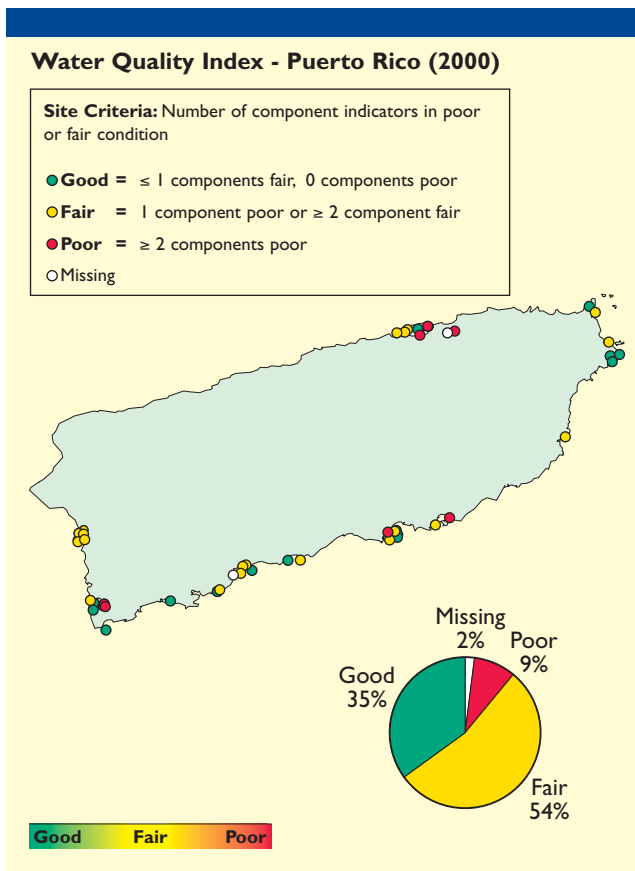 Water Quality Index - Puerto Rico (2000)
Site Criteria: Number of component indicators in poor
or fair condition
Good = ≤ 1 components fair, 0 components poor
Fair = 1 component poor or ≥ 2 component fair
Poor = ≥ 2 components poor
Missing
Missing
2%
Poor
9%
Good
35%
Fair
54%
Good Fair Poor